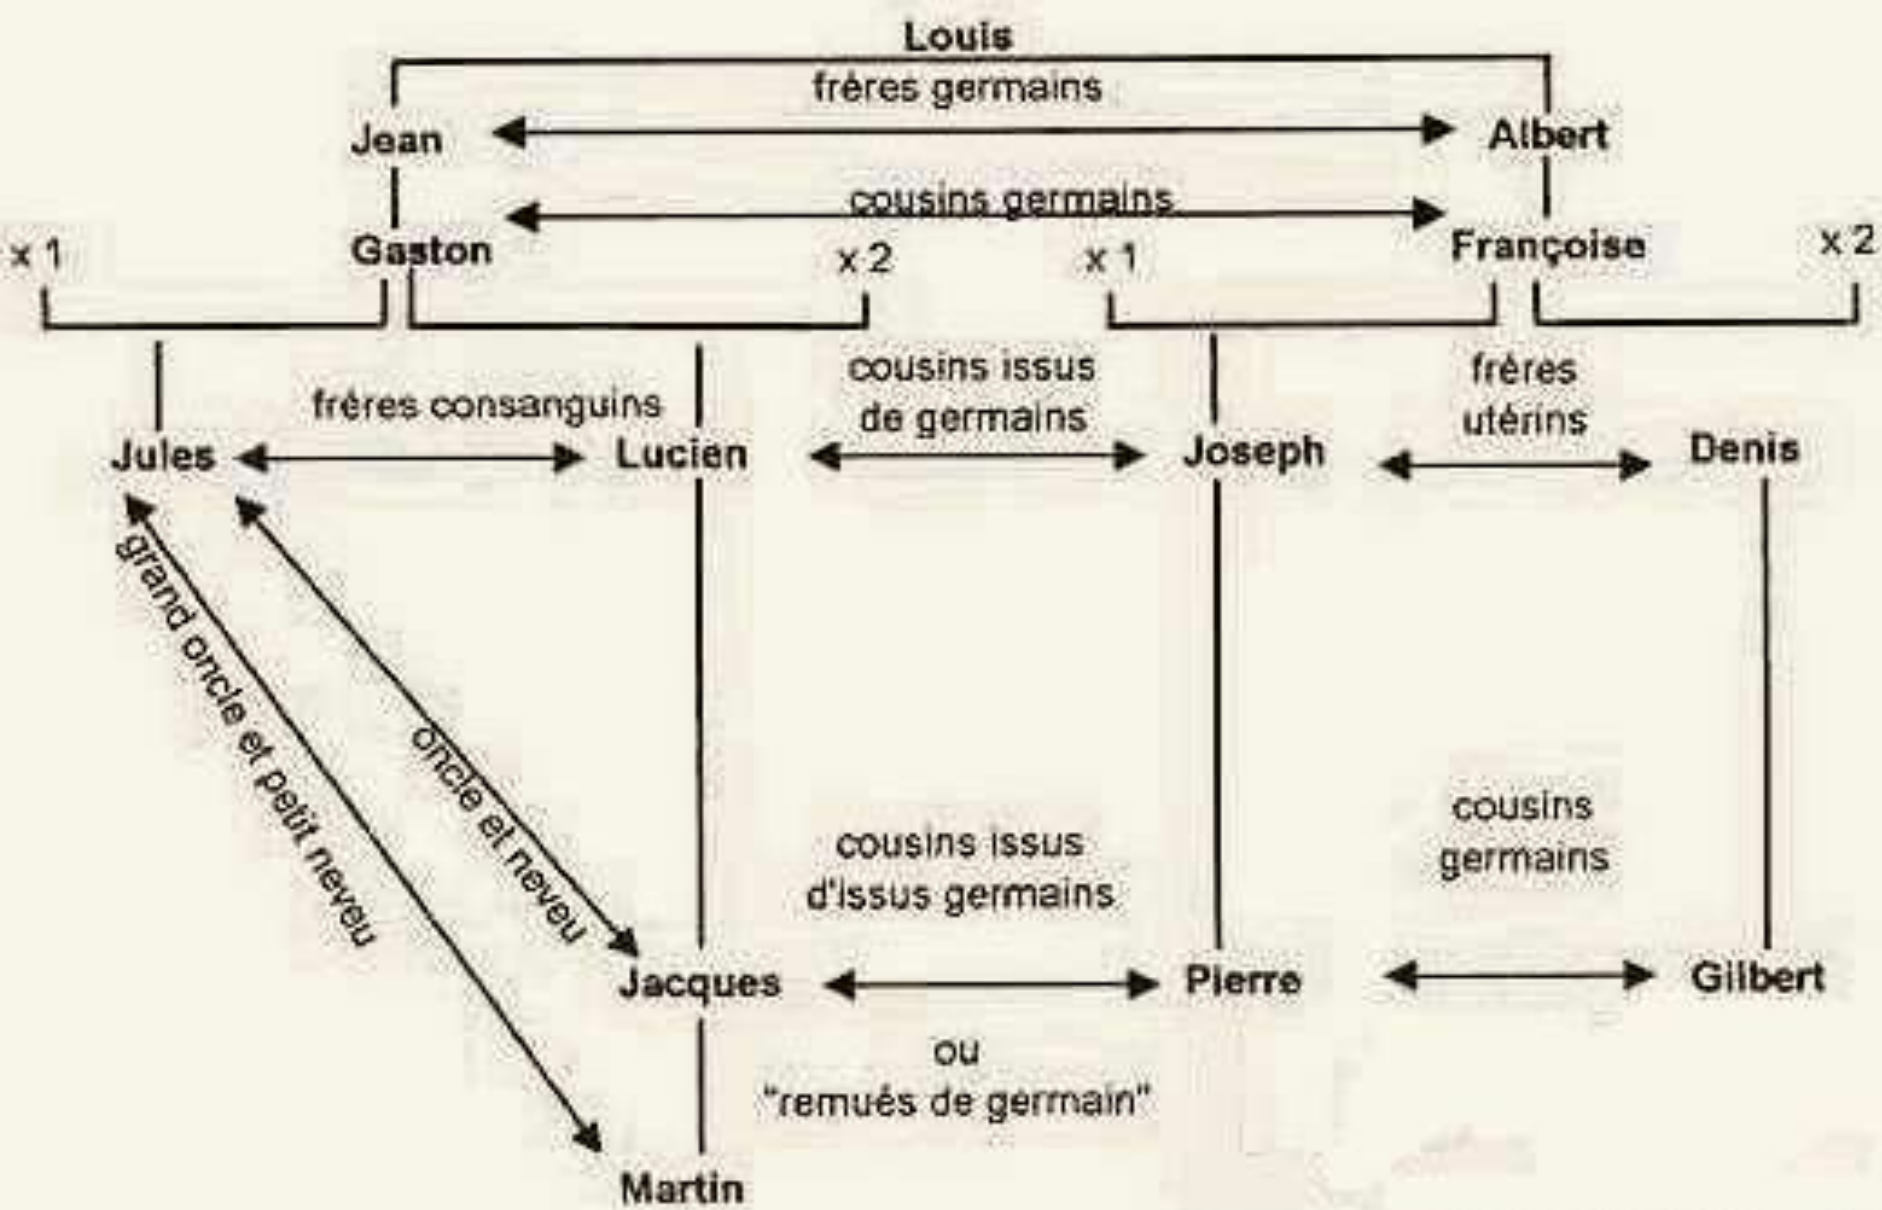 Louis
frères germains
Jean
Albert
cousins germains
x 1
Gaston
x 2
x 1
Françoise
x 2
frères consanguins
cousins issus
de germains
frères
utérins
Jules
Lucien
Joseph
Denis
grand oncle et petit neveu
oncle et neveu
cousins issus
d'issus germains
cousins
germains
Jacques
Pierre
Gilbert
ou
"remués de germain"
Martin